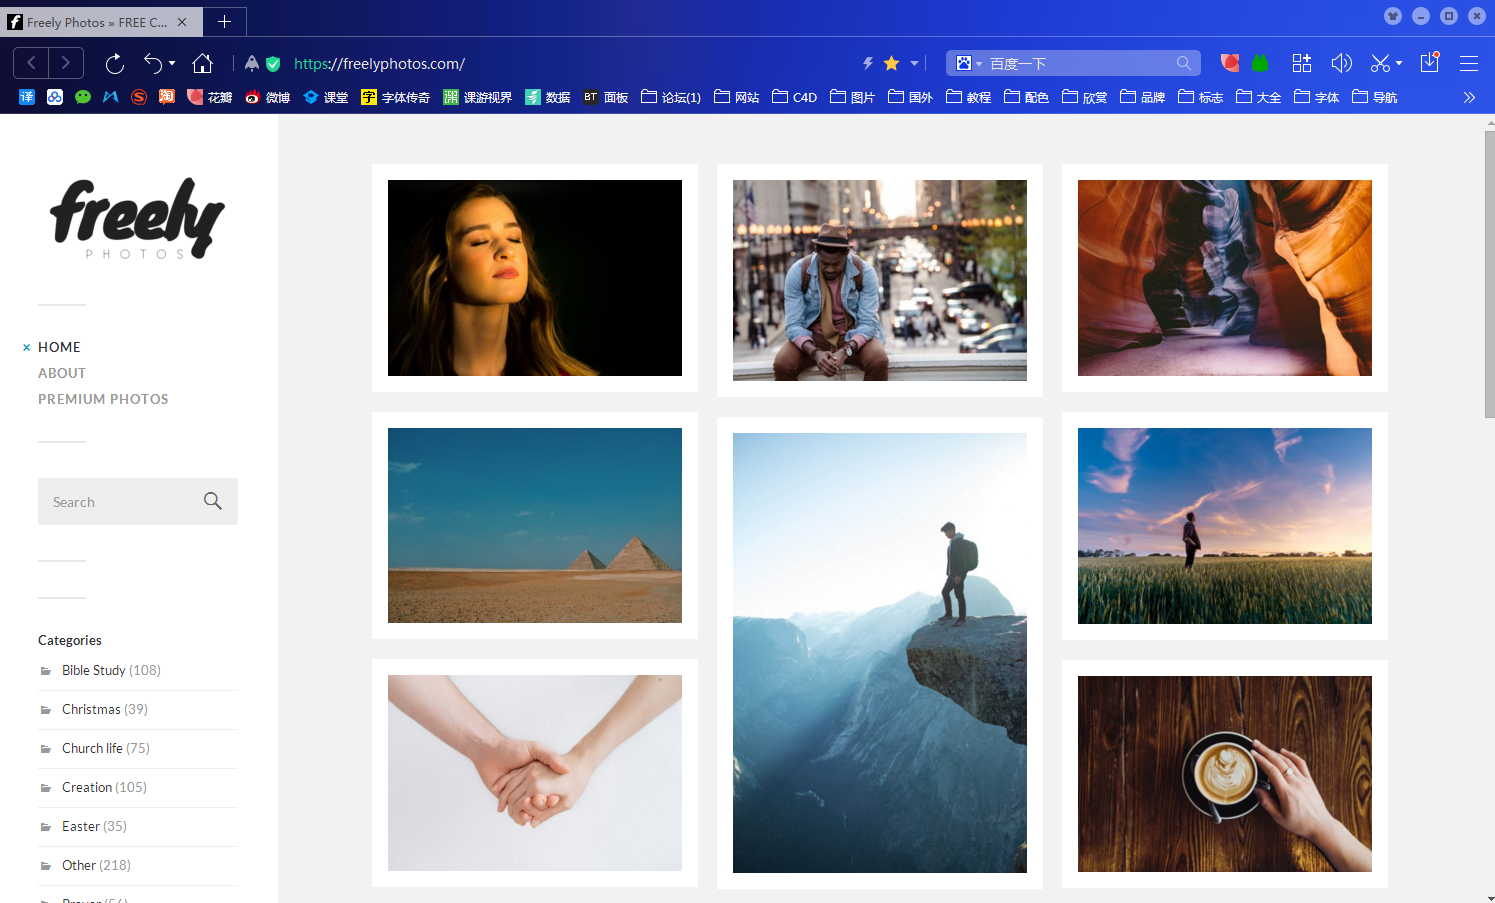 Freely Photos » FREE C...
https://freelyphotos.com/
百度一下
译
花瓣
微博
课堂
字 字体传奇
课游视界
数据
BT 面板
论坛(1)
网站
C4D
图片
国外
教程
配色
欣赏
品牌
标志
大全
字体
导航
freely
PHOTOS
HOME
ABOUT
PREMIUM PHOTOS
Search
Categories
Bible Study (108)
Christmas (39)
Church life (75)
Creation (105)
Easter (35)
Other (218)